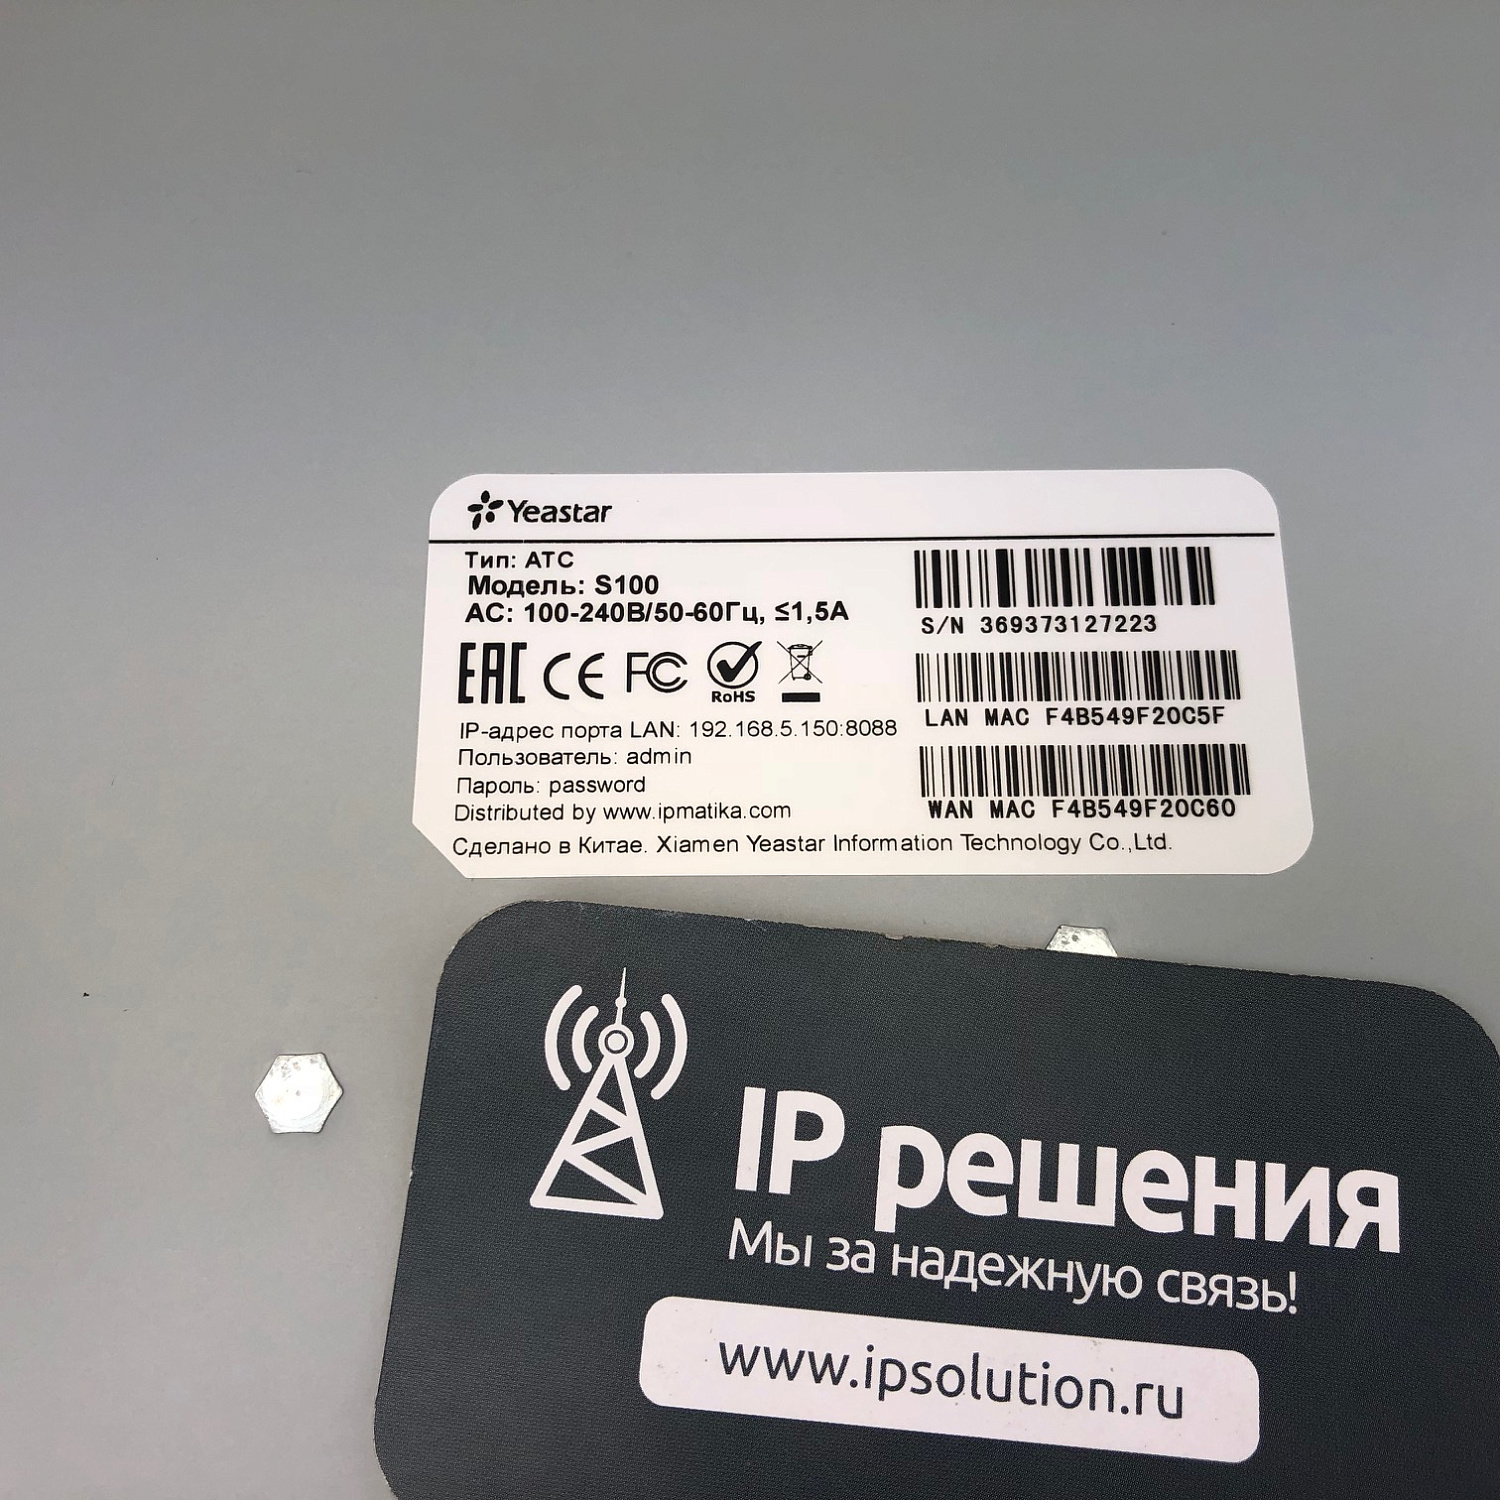 Yeastar
Тип: АТС
Модель: S100
АС: 100-240В/50-60Гц, ≤1,5А
EAC CE FC RoHS
IP-адрес порта LAN: 192.168.5.150:8088
Пользователь: admin
Пароль: password
Distributed by www.ipmatika.com
Сделано в Китае. Xiamen Yeastar Information Technology Co.,Ltd.
S/N 369373127223
LAN MAC F4B549F20C5F
WAN MAC F4B549F20C60
IP решения
Мы за надежную связь!
www.ipsolution.ru